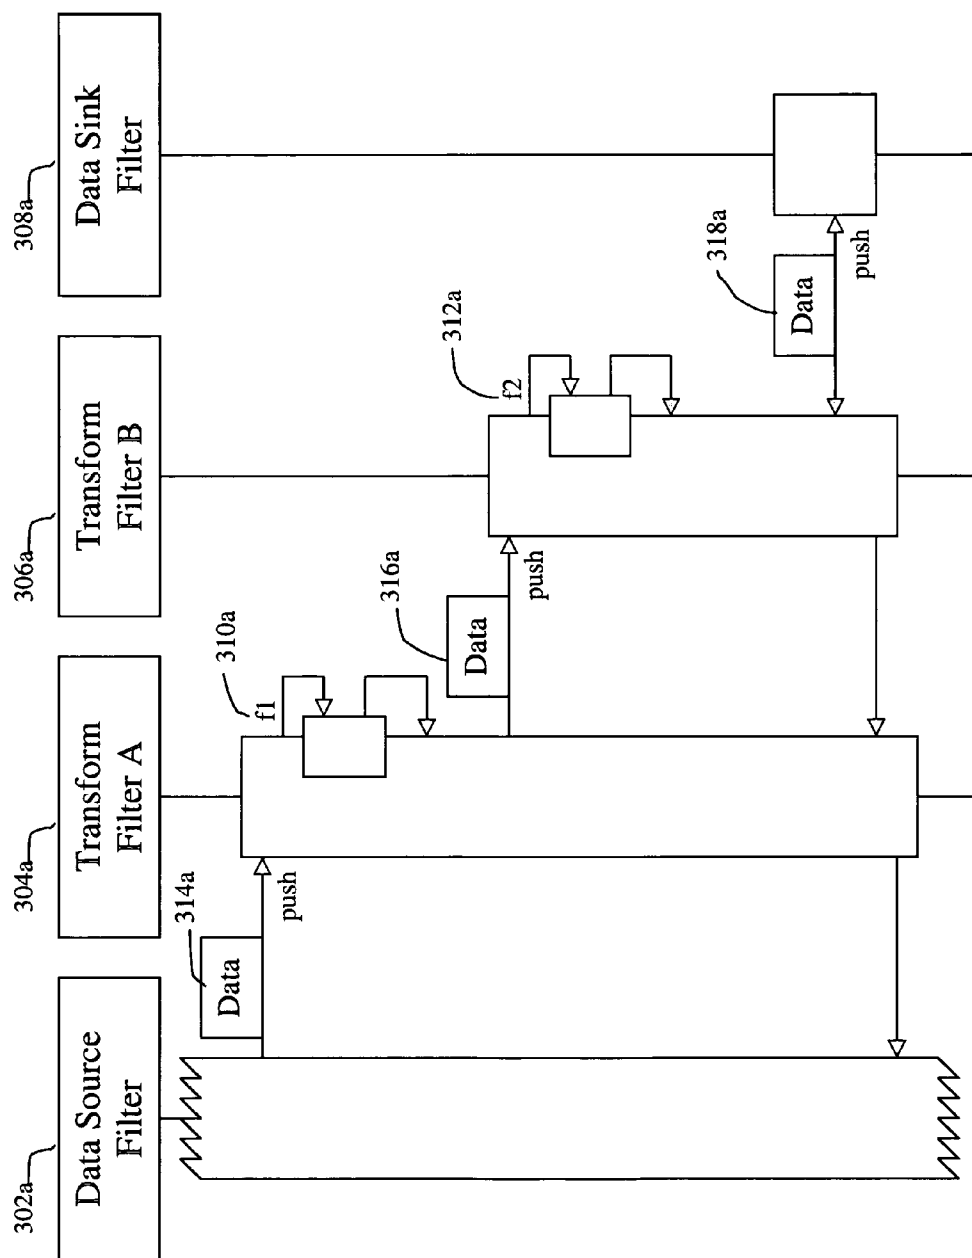 302a
304a
306a
308a
Data Source
Filter
Transform
Filter A
Transform
Filter B
Data Sink
Filter
314a
Data
push
310a
f1
316a
Data
push
312a
f2
318a
Data
push